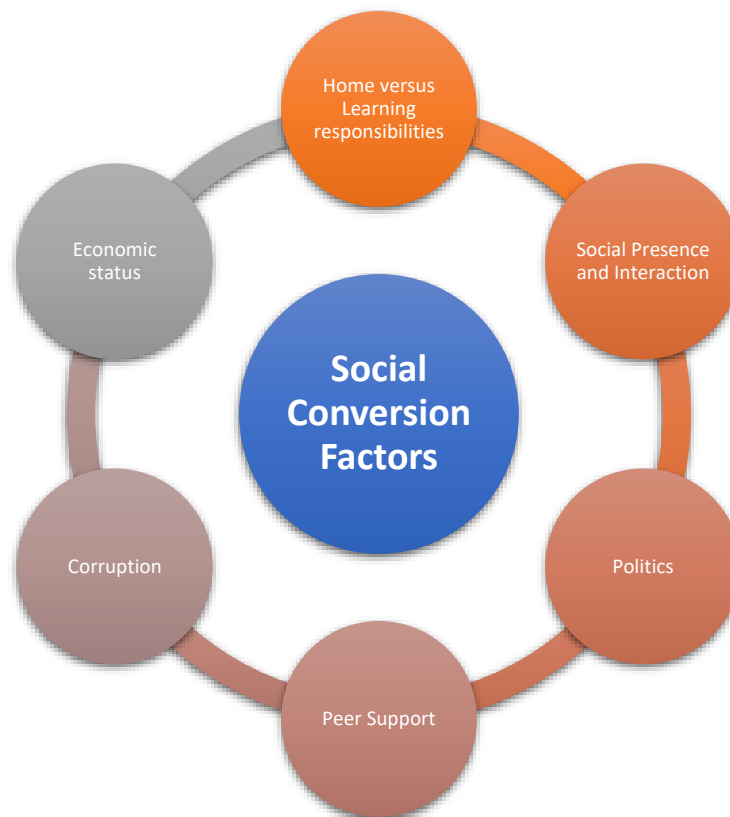 Home versus
Learning
responsibilities
Social Presence
and Interaction
Politics
Peer Support
Corruption
Economic
status
Social
Conversion
Factors